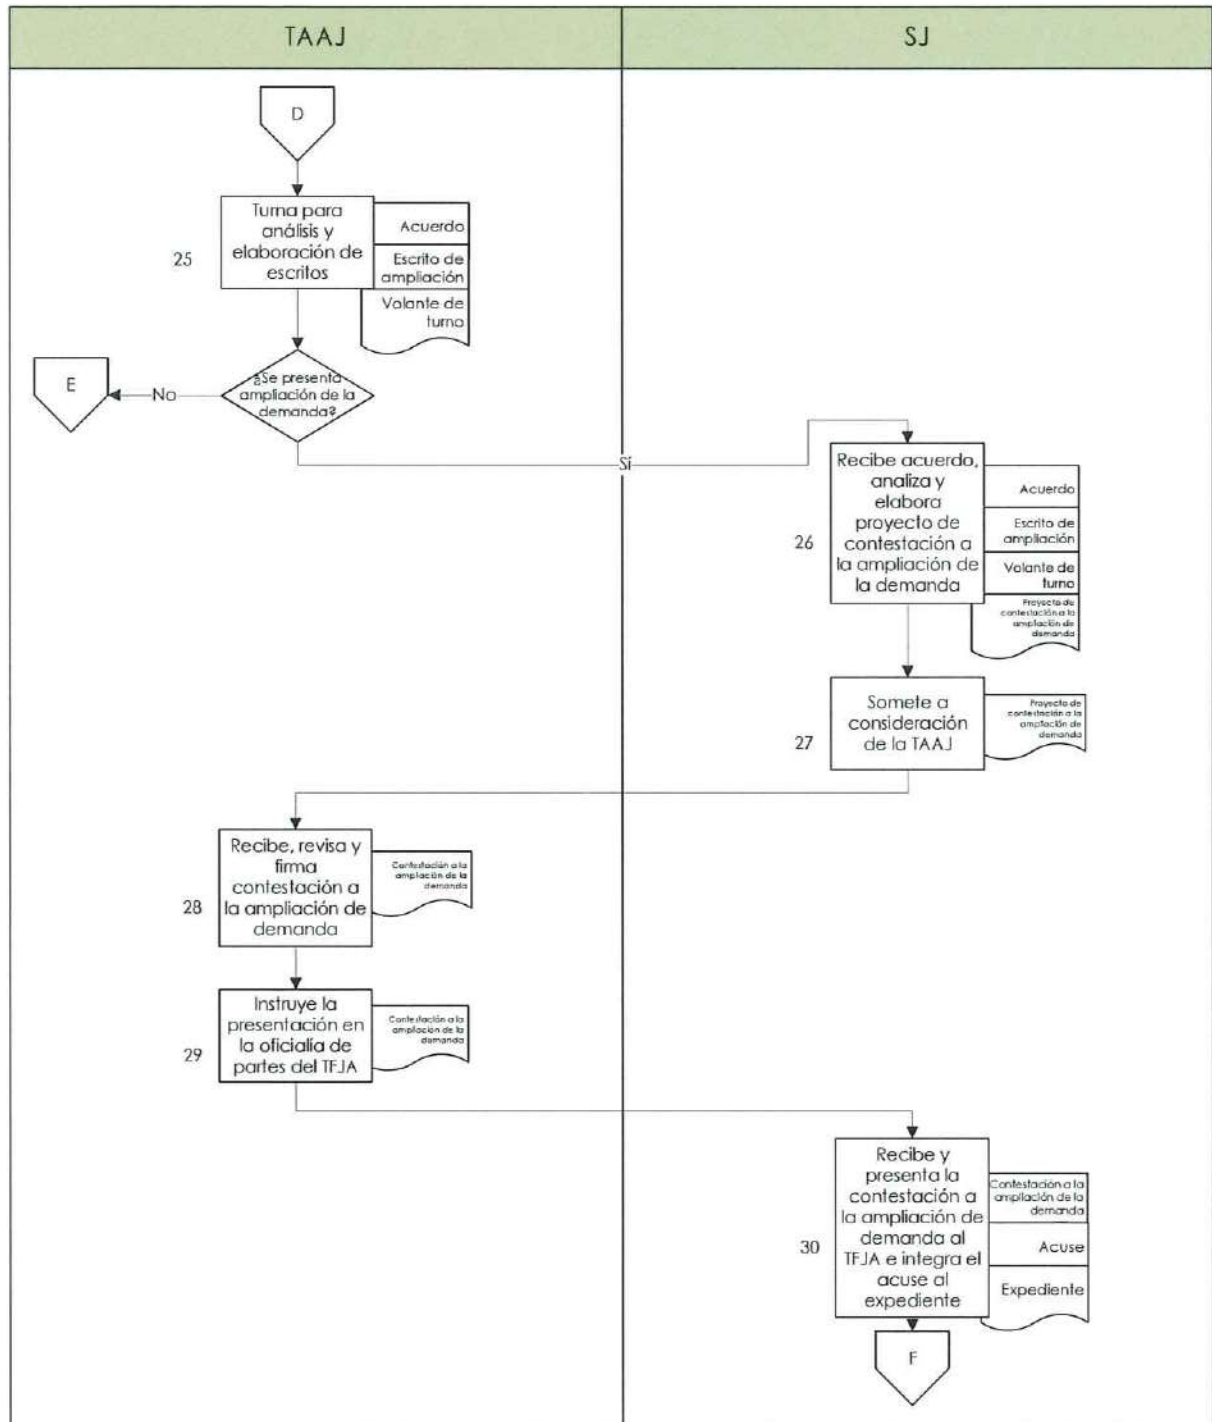 TAAJ
SJ
D
25
Turna para
análisis y
elaboración de
escritos
Acuerdo
Escrito de
ampliación
Volante de
turno
E
No
¿Se presenta
ampliación de la
demanda?
Sí
26
Recibe acuerdo,
analiza y
elabora
proyecto de
contestación a
la ampliación de
la demanda
Acuerdo
Escrito de
ampliación
Volante de
turno
Proyecto de
contestación a la
ampliación de
demanda
27
Somete a
consideración
de la TAAJ
Proyecto de
contestación a la
ampliación de
demanda
28
Recibe, revisa y
firma
contestación a
la ampliación de
demanda
Contestación a la
ampliación de la
demanda
29
Instruye la
presentación en
la oficialía de
partes del TFJA
Contestación a la
ampliación de la
demanda
30
Recibe y
presenta la
contestación a
la ampliación de
demanda al
TFJA e integra el
acuse al
expediente
Contestación a la
ampliación de la
demanda
Acuse
Expediente
F